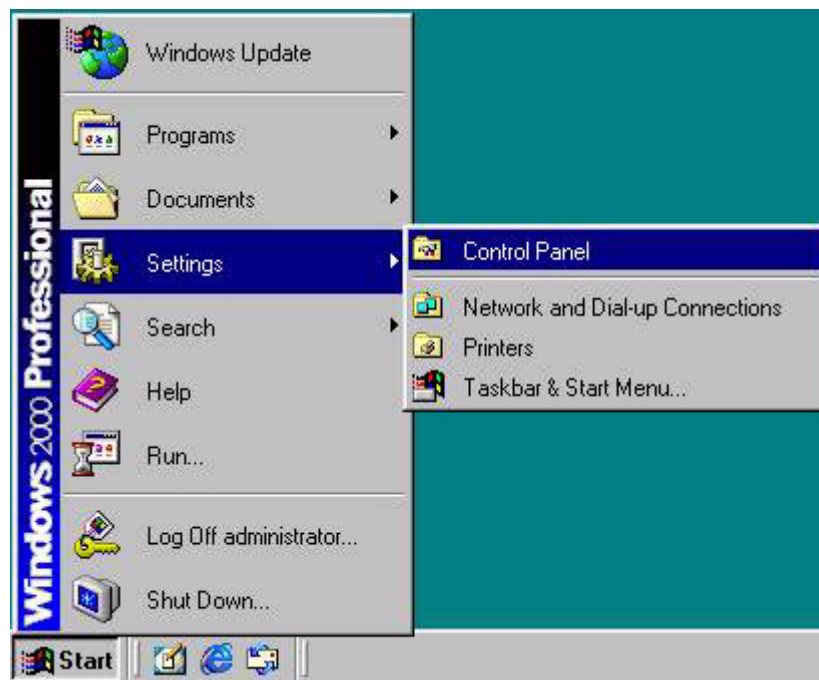 Windows 2000 Professional
Windows Update
Programs
Documents
Settings
Search
Help
Run...
Log Off administrator...
Shut Down...
Control Panel
Network and Dial-up Connections
Printers
Taskbar & Start Menu...
Start